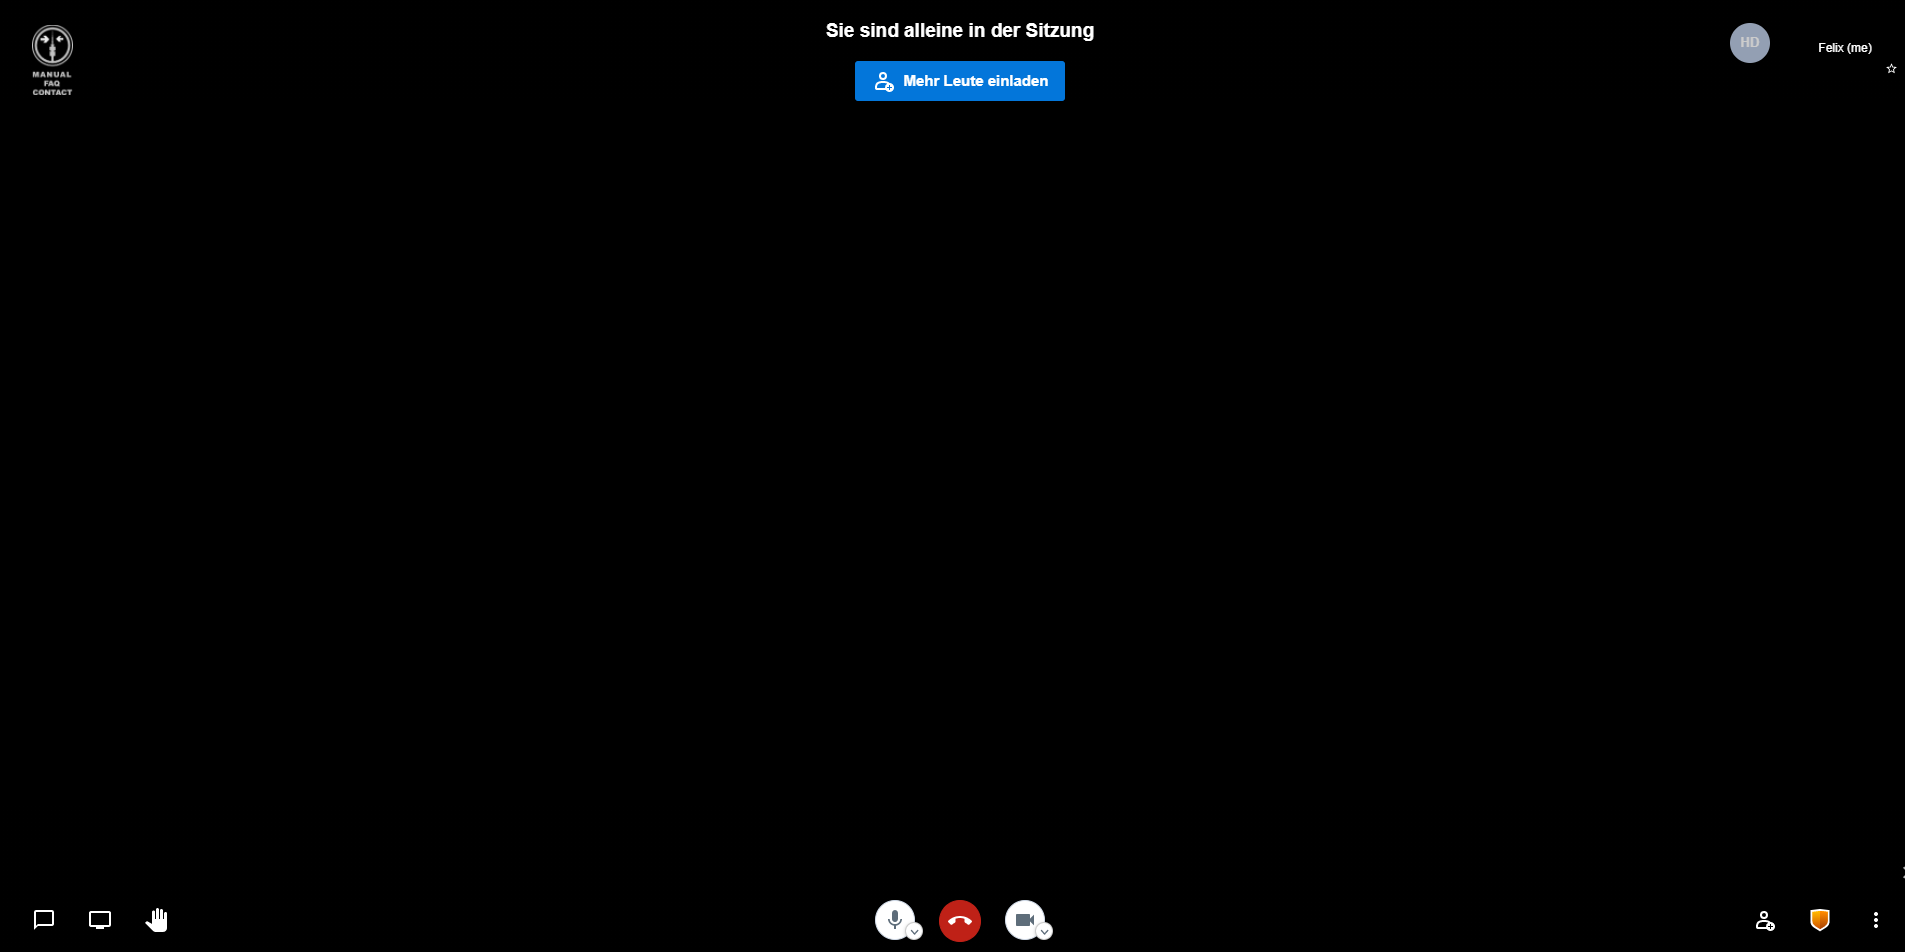 MANUAL
FAQ
CONTACT
Sie sind alleine in der Sitzung
Mehr Leute einladen
HD
Felix (me)